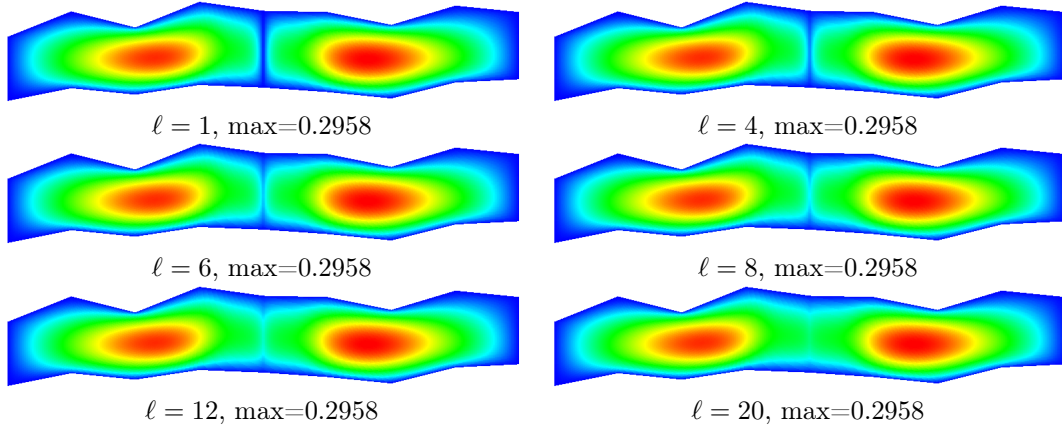 ℓ = 1, max=0.2958
ℓ = 4, max=0.2958
ℓ = 6, max=0.2958
ℓ = 8, max=0.2958
ℓ = 12, max=0.2958
ℓ = 20, max=0.2958